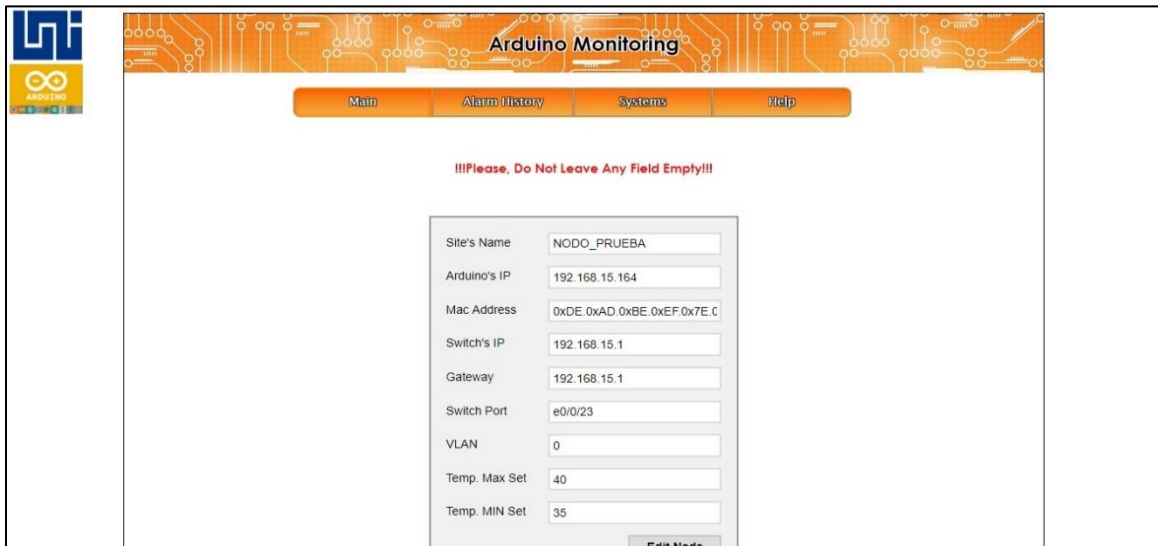 uni
ARDUINO
Arduino Monitoring
Main Alarm History Systems Help
!!!Please, Do Not Leave Any Field Empty!!!
Site's Name NODO_PRUEBA
Arduino's IP 192.168.15.164
Mac Address 0xDE.0xAD.0xBE.0xEF.0x7E.
Switch's IP 192.168.15.1
Gateway 192.168.15.1
Switch Port e0/0/23
VLAN 0
Temp. Max Set 40
Temp. MIN Set 35
Edit Node